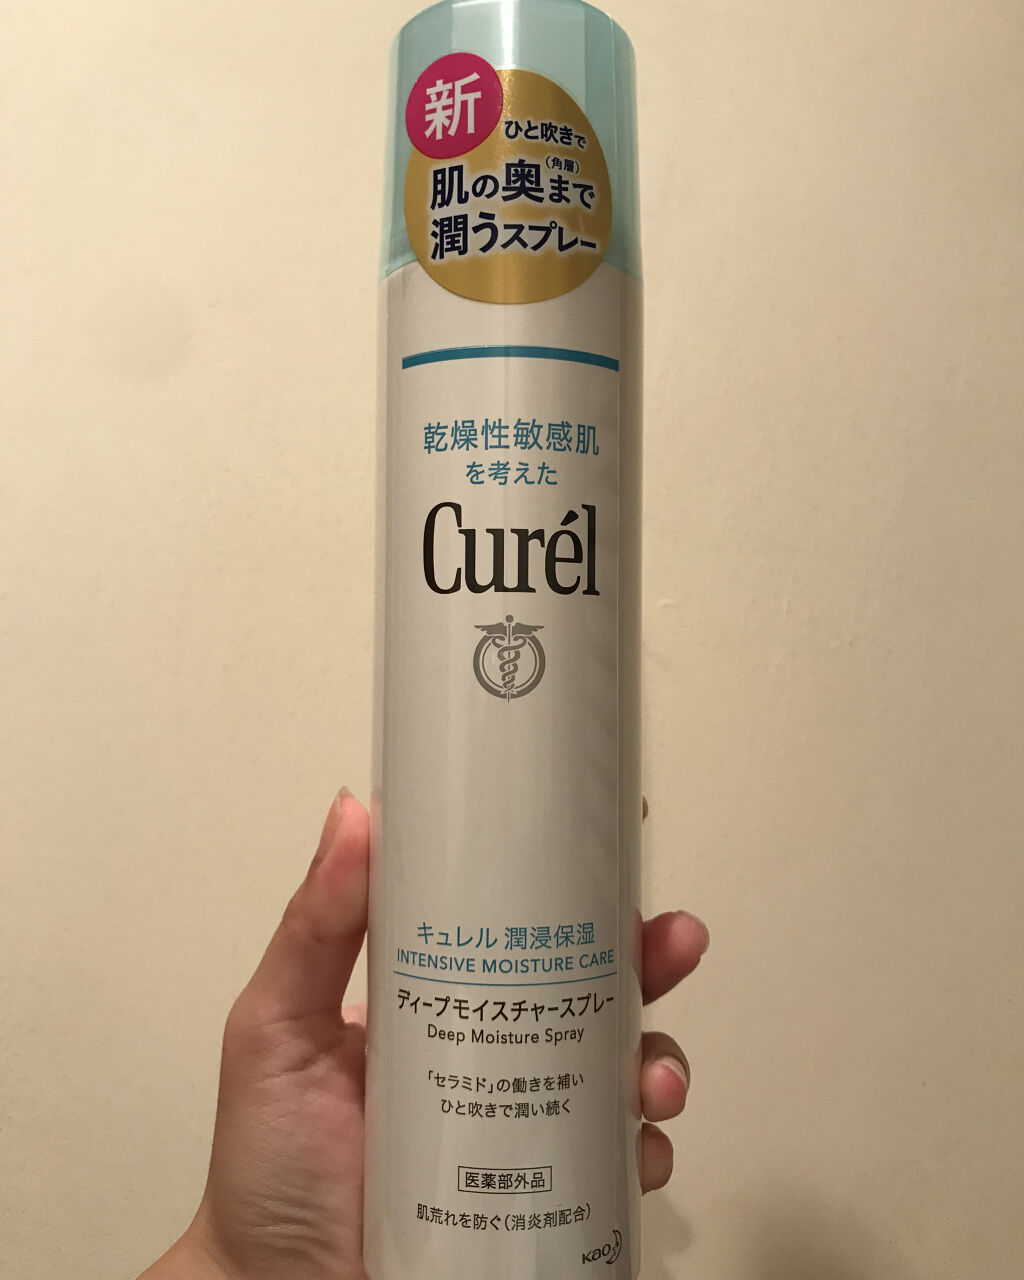 新
ひと吹きで
肌の奥まで
(角層)
潤うスプレー
乾燥性敏感肌
を考えた
Curél
キュレル 潤浸保湿
INTENSIVE MOISTURE CARE
ディープモイスチャースプレー
Deep Moisture Spray
「セラミド」の働きを補い
ひと吹きで潤い続く
医薬部外品
肌荒れを防ぐ(消炎剤配合)
Kao